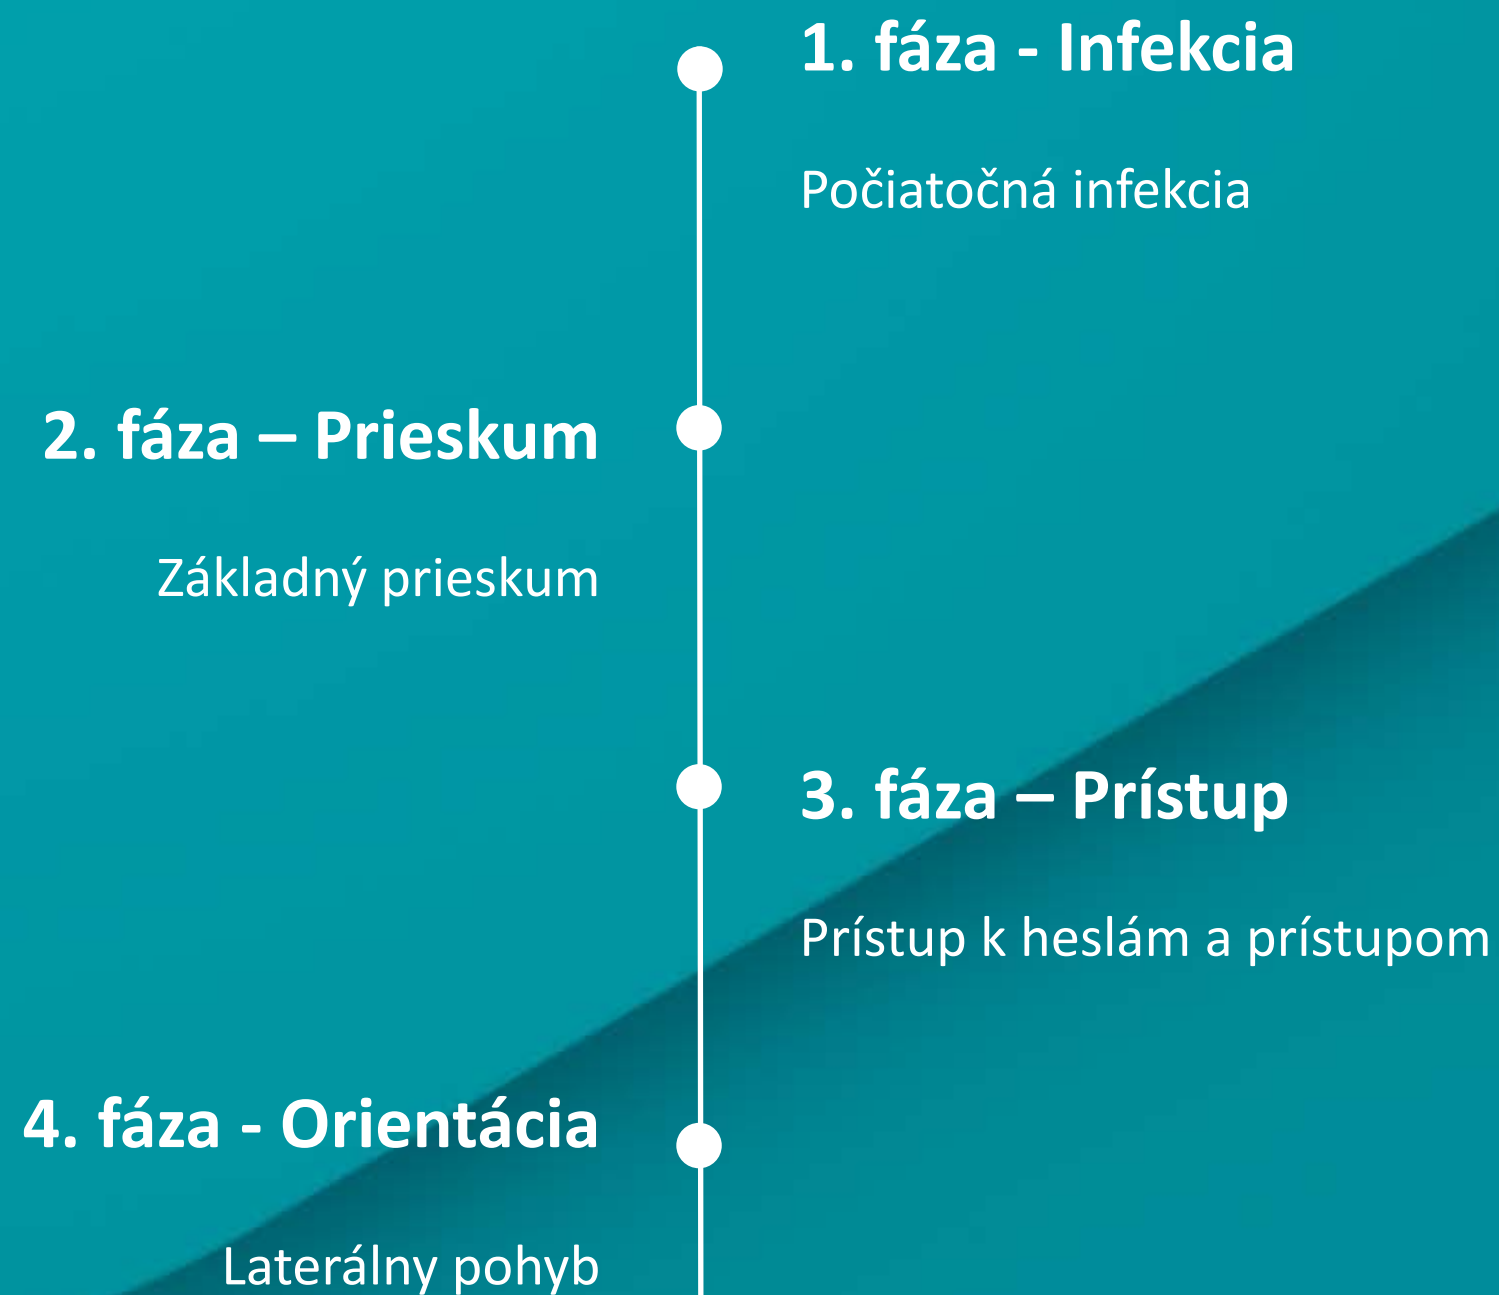 1. fáza - Infekcia
Počiatočná infekcia
2. fáza – Prieskum
Základný prieskum
3. fáza – Prístup
Prístup k heslám a prístupom
4. fáza - Orientácia
Laterálny pohyb